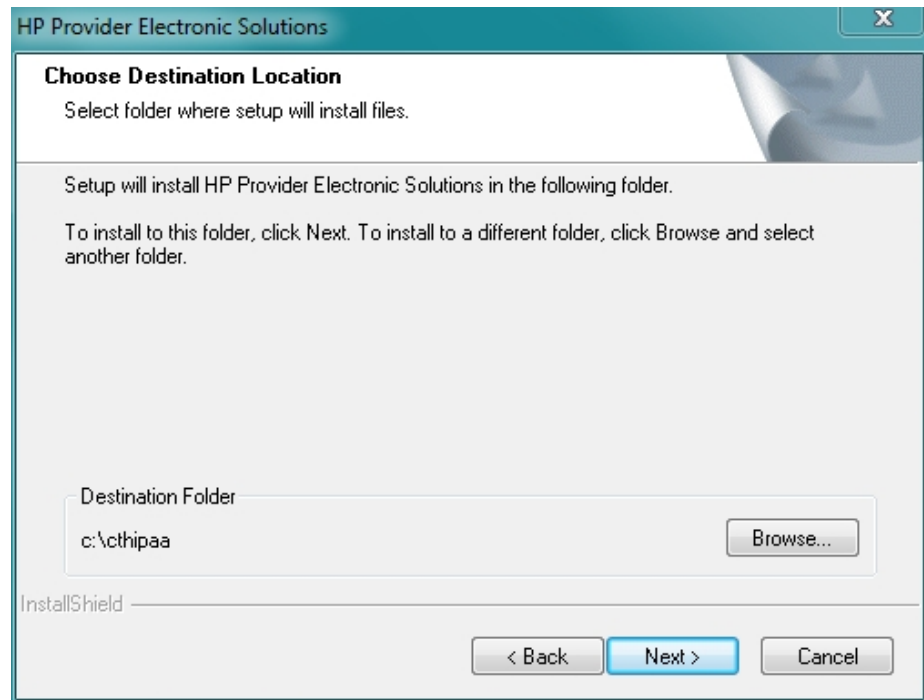 HP Provider Electronic Solutions
X
Choose Destination Location
Select folder where setup will install files.
Setup will install HP Provider Electronic Solutions in the following folder.
To install to this folder, click Next. To install to a different folder, click Browse and select
another folder.
Destination Folder
c:\cthipaa
Browse...
InstallShield
< Back
Next >
Cancel